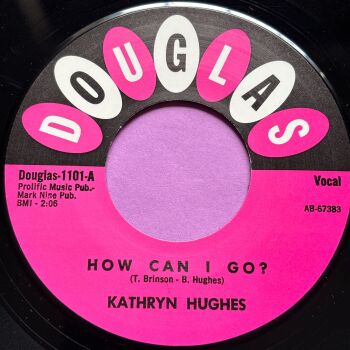 DOUGLAS
Douglas-1101-A
Prolific Music Pub.-
Mark Nine Pub.
BMI - 2:06
Vocal
AB-67383
HOW CAN I GO?
(T. Brinson - B. Hughes)
KATHRYN HUGHES